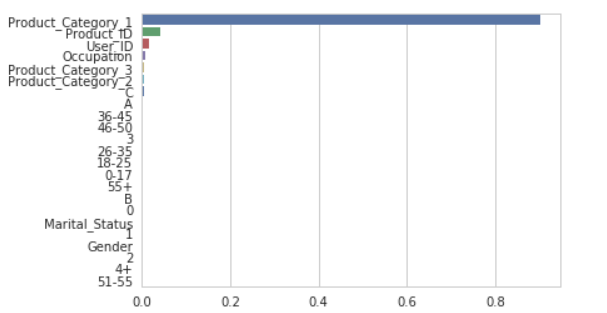 Product_Category_1
Product_ID
User_ID
Occupation
Product_Category_3
Product_Category_2
C
A
36-45
46-50
3
26-35
18-25
0-17
55+
B
0
Marital_Status
1
Gender
2
4+
51-55
0.0 0.2 0.4 0.6 0.8